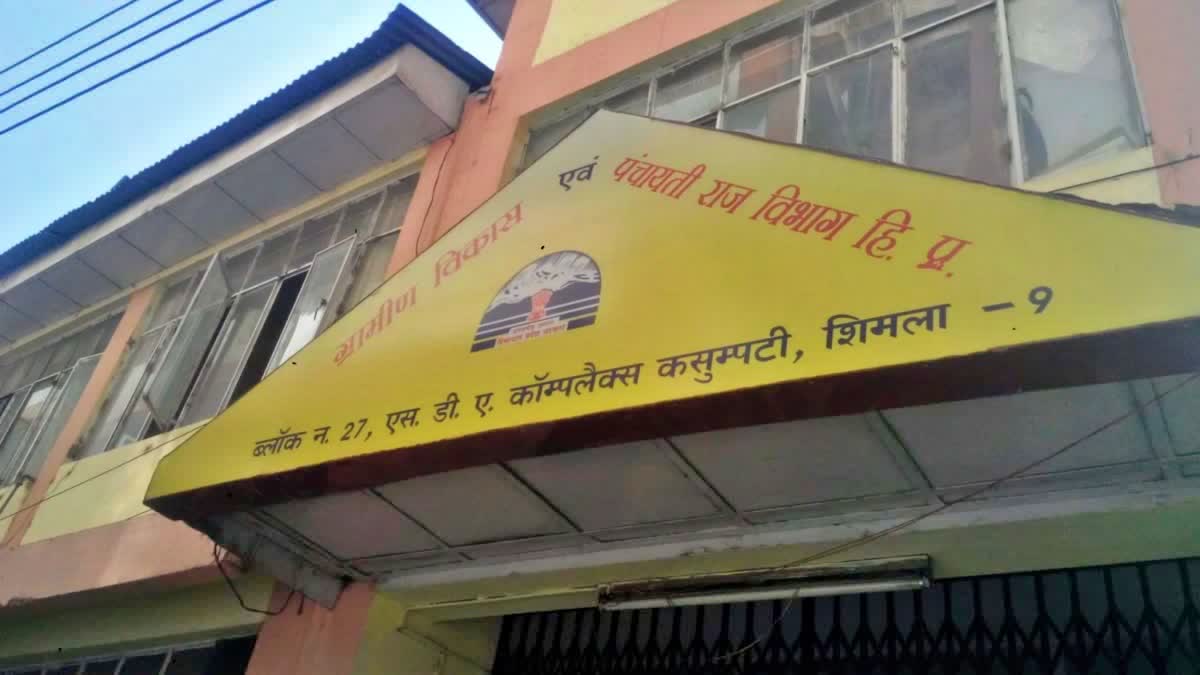 ग्रामीण विकास एवं पंचायती राज विभाग हि. प्र.
ब्लॉक न. 27, एस. डी. ए. कॉम्पलैक्स कसुम्पटी, शिमला - 9